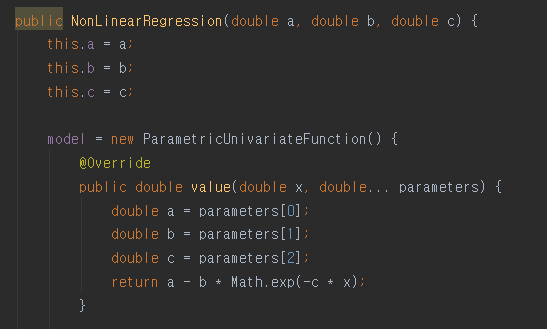 public NonLinearRegression(double a, double b, double c) {
    this.a = a;
    this.b = b;
    this.c = c;

    model = new ParametricUnivariateFunction() {
        @Override
        public double value(double x, double... parameters) {
            double a = parameters[0];
            double b = parameters[1];
            double c = parameters[2];
            return a - b * Math.exp(-c * x);
        }